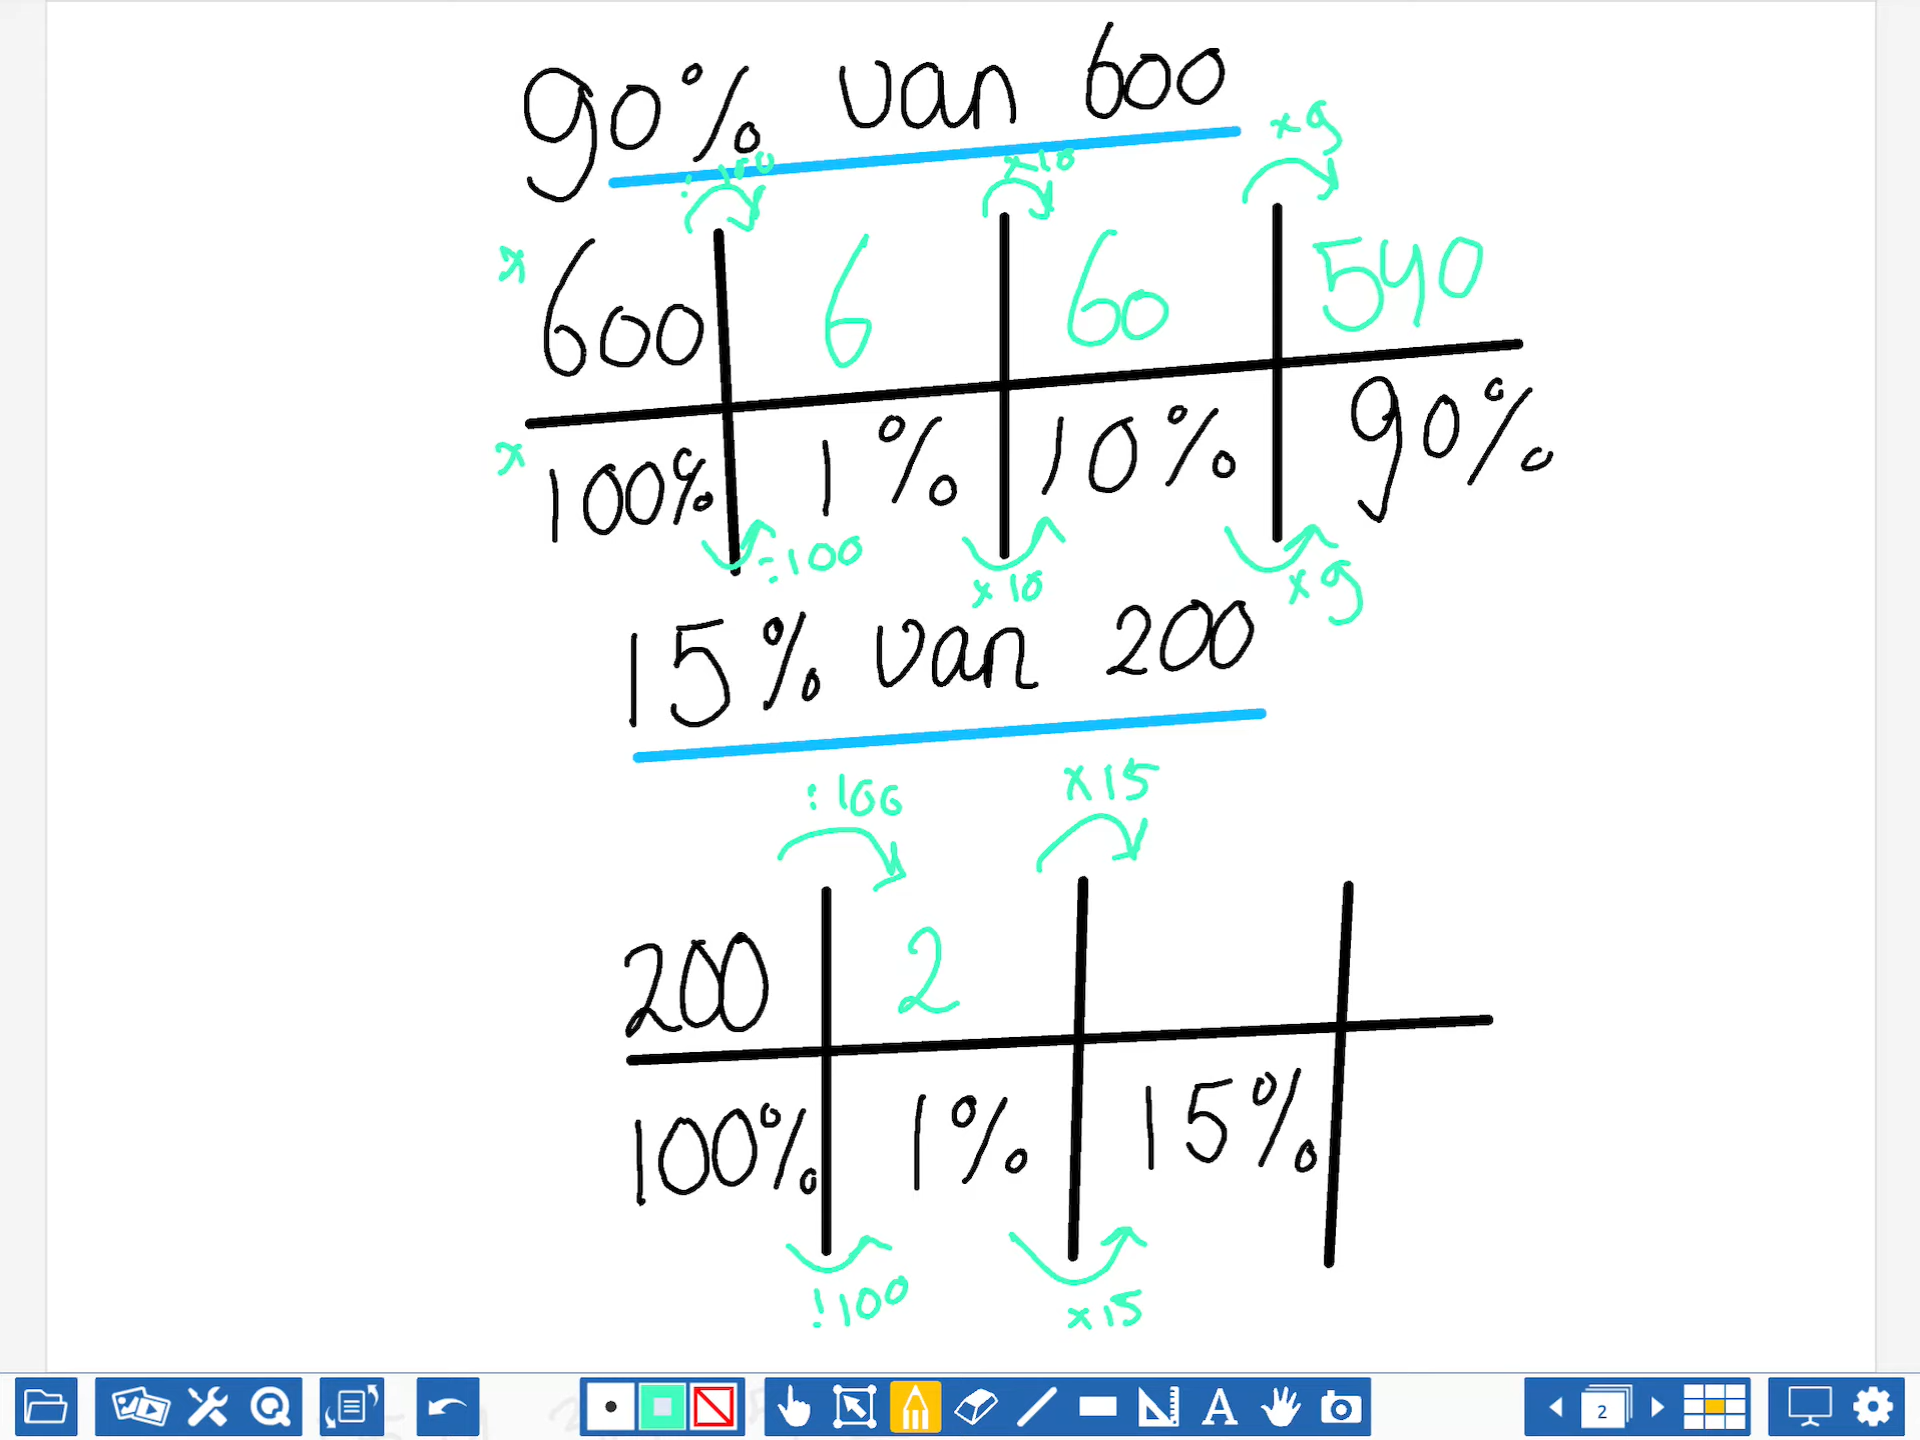 90% van 600
: 100 x10 x9
x 600 6 60 540
x 100% 1% 10% 90%
:100 x10 x9
15% van 200
:100 x15
200 2
100% 1% 15%
:100 x15
A 2